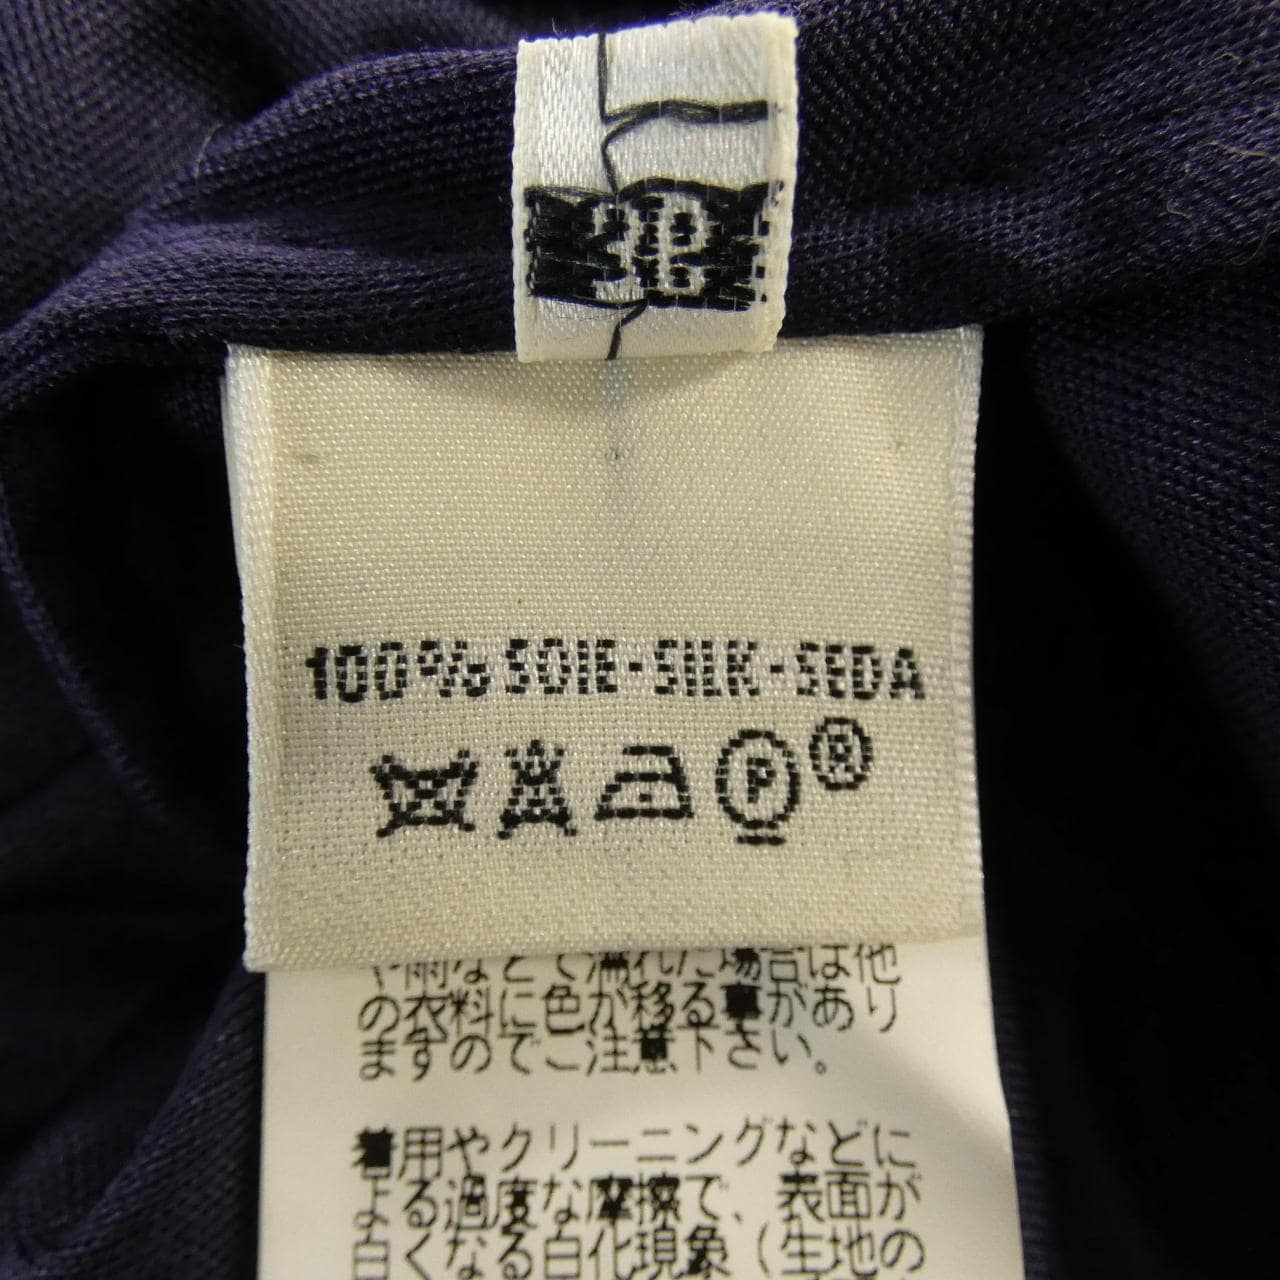 38
100% SOIE·SILK·SEDA
P
®
や雨などで濡れた場合は他
の衣料に色が移る事があり
ますのでご注意下さい。
着用やクリーニングなどに
よる過度な摩擦で、表面が
白くなる白化現象（生地の